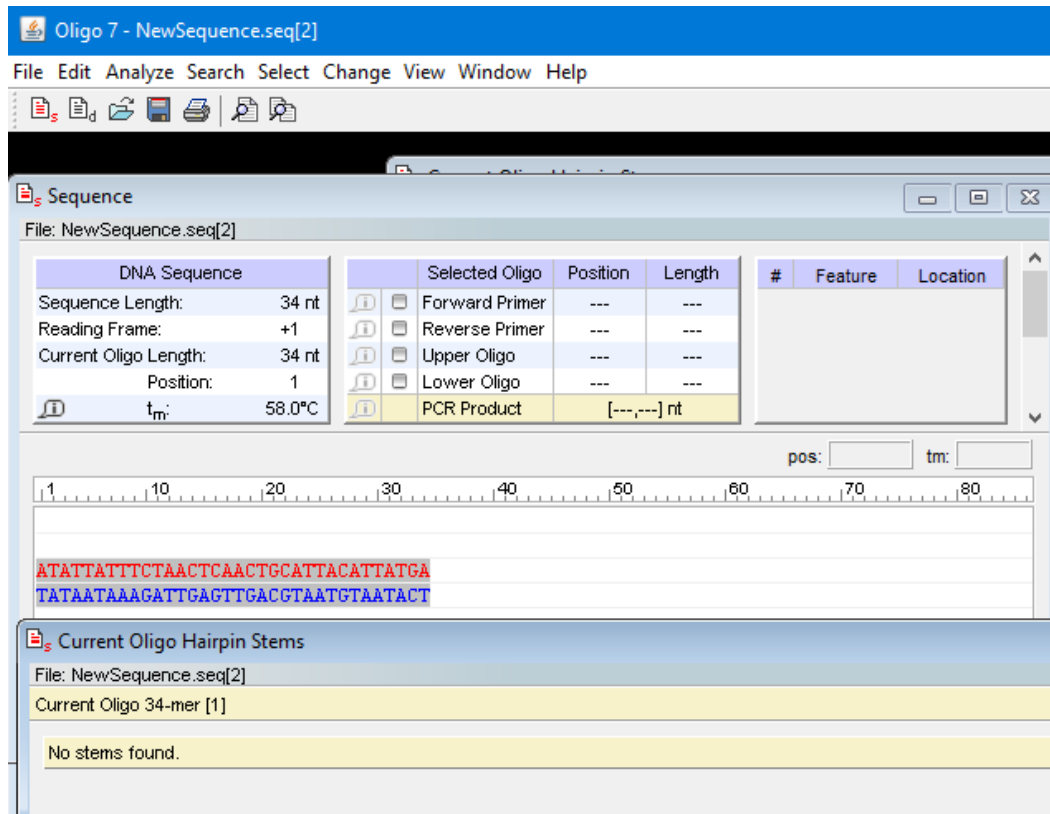 Oligo 7 - NewSequence.seq[2]
File Edit Analyze Search Select Change View Window Help
Sequence
File: NewSequence.seq[2]
DNA Sequence
Sequence Length: 34 nt
Reading Frame: +1
Current Oligo Length: 34 nt
Position: 1
tm: 58.0°C
Selected Oligo Position Length
Forward Primer --- ---
Reverse Primer --- ---
Upper Oligo --- ---
Lower Oligo --- ---
PCR Product [---,---] nt
# Feature Location
pos: tm:
1 10 20 30 40 50 60 70 80
ATATTATTTCTAACTCAACTGCATTACATTATGA
TATAATAAAGATTGAGTTGACGTAATGTAATACT
Current Oligo Hairpin Stems
File: NewSequence.seq[2]
Current Oligo 34-mer [1]
No stems found.